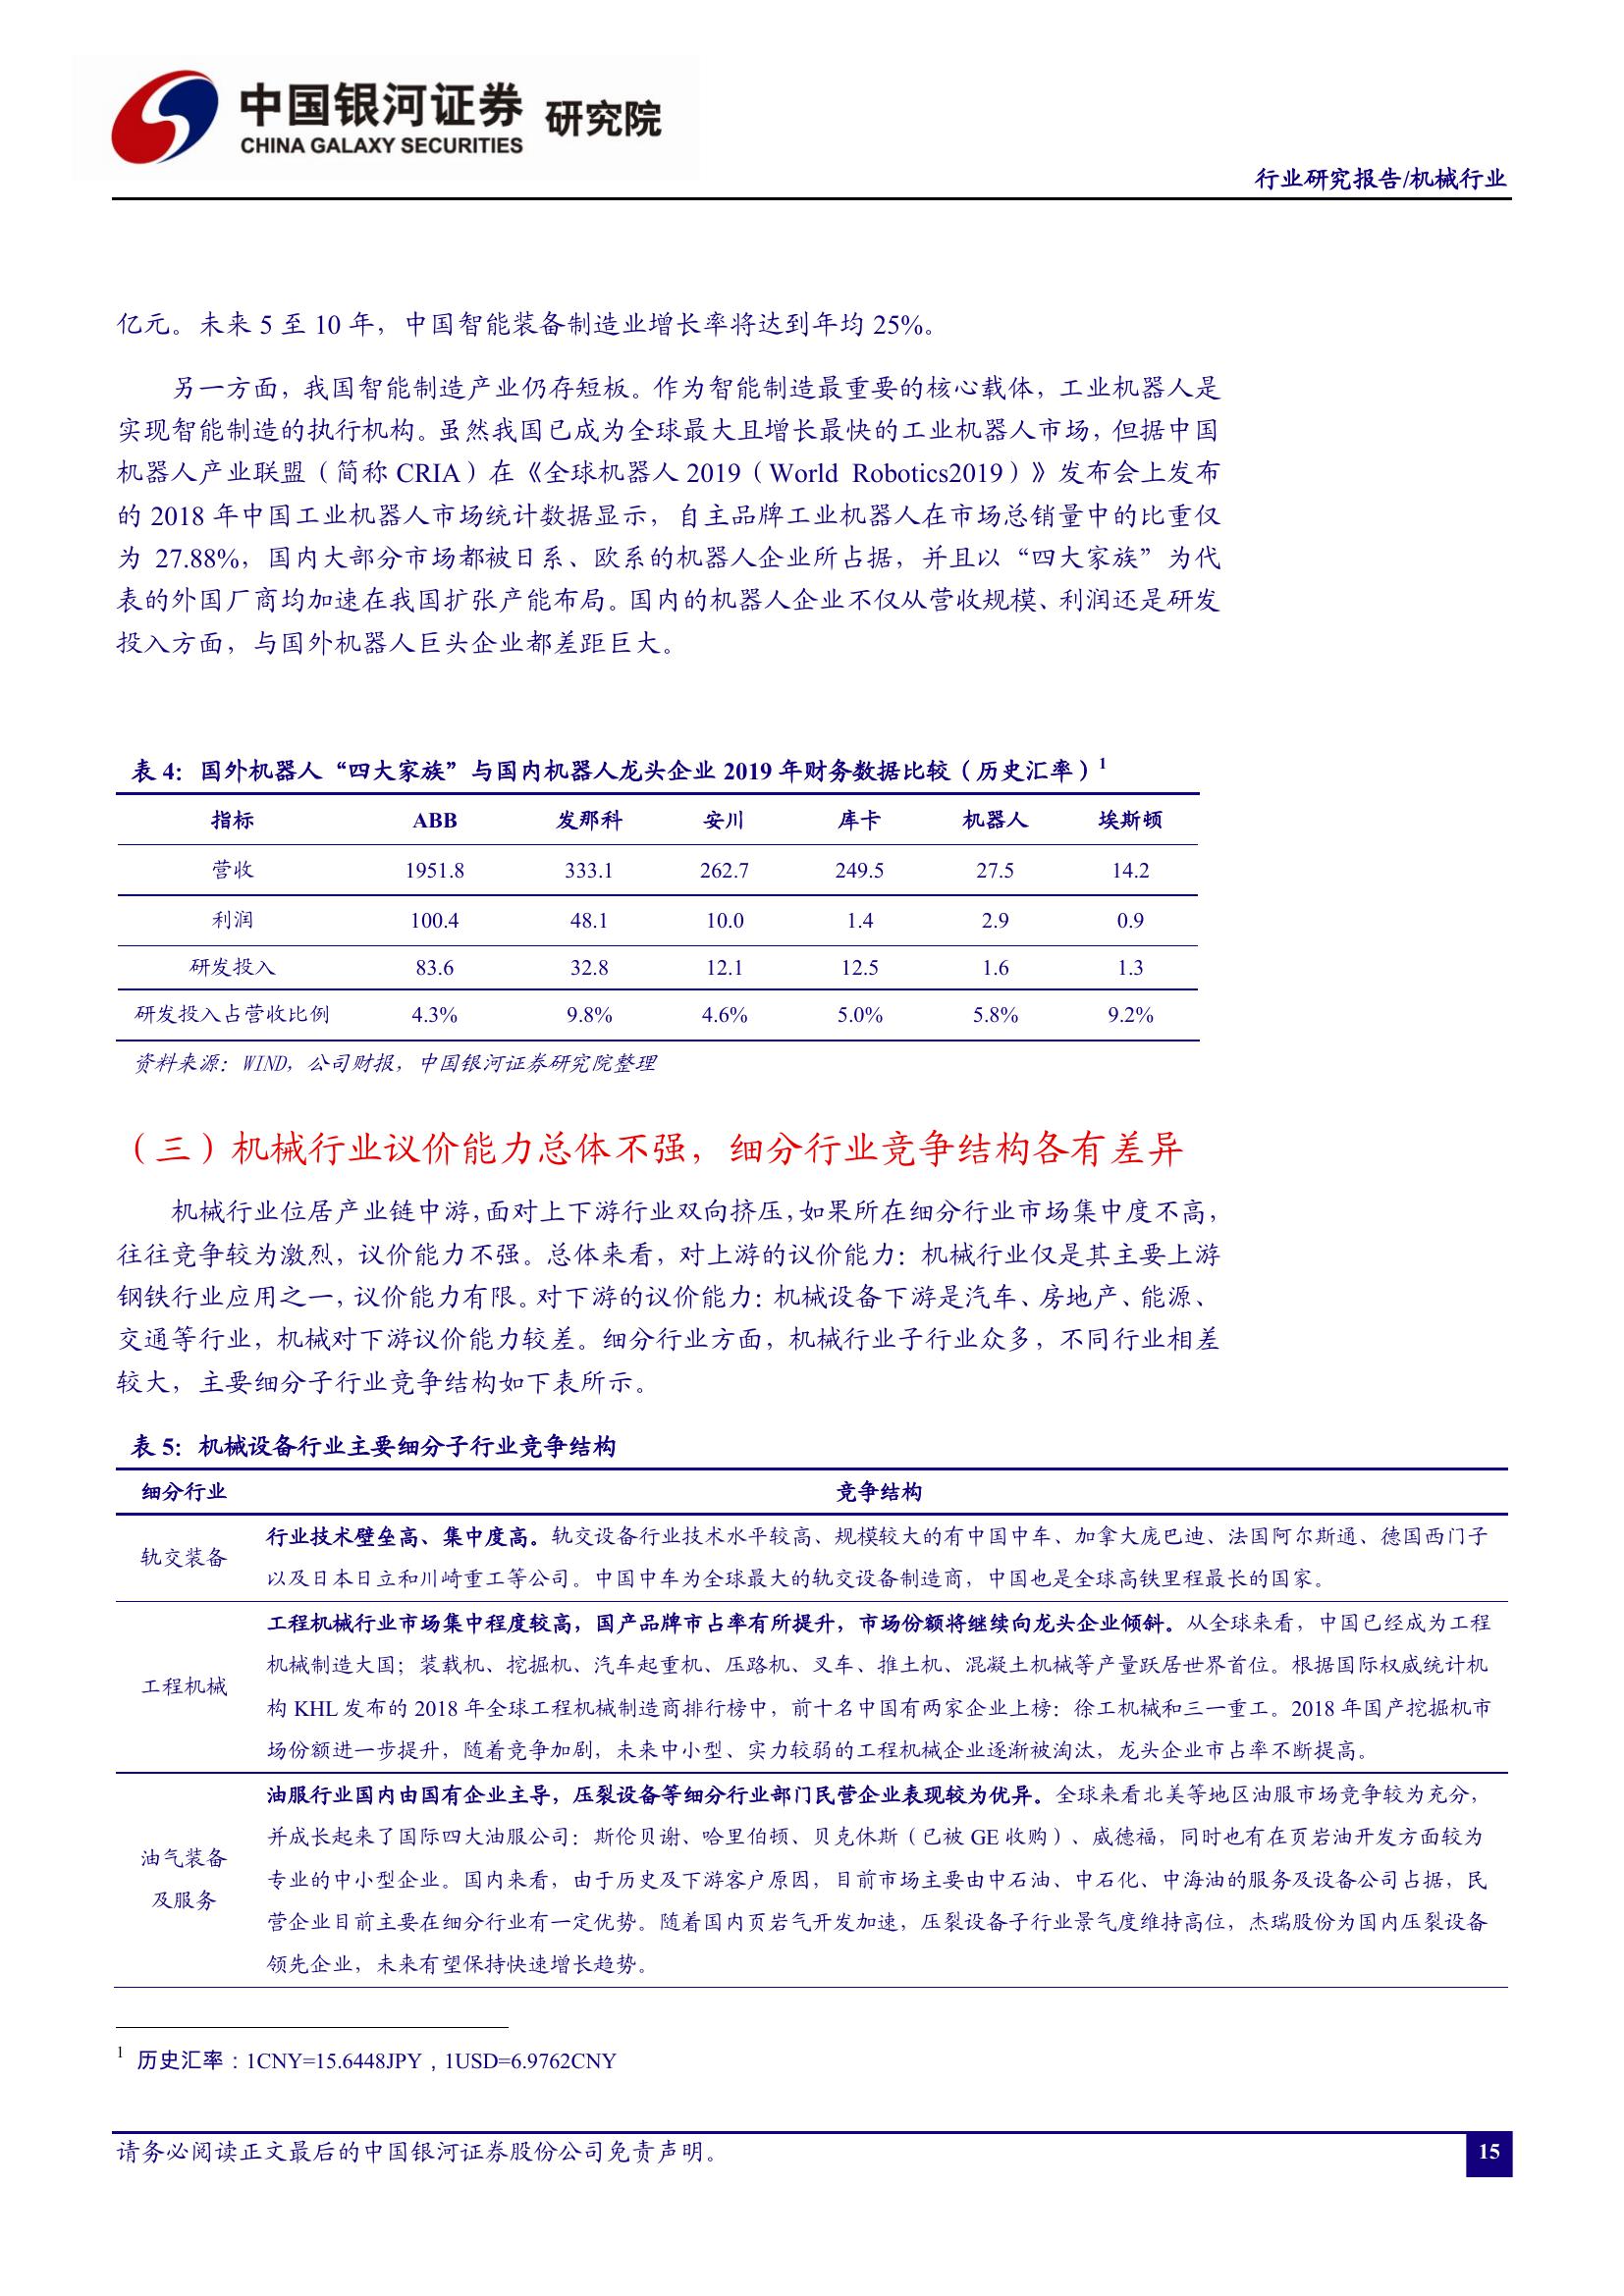 中国银河证券 研究院
CHINA GALAXY SECURITIES
行业研究报告/机械行业
亿元。未来 5 至 10 年，中国智能装备制造业增长率将达到年均 25%。
另一方面，我国智能制造产业仍存短板。作为智能制造最重要的核心载体，工业机器人是
实现智能制造的执行机构。虽然我国已成为全球最大且增长最快的工业机器人市场，但据中国
机器人产业联盟（简称 CRIA）在《全球机器人 2019（World Robotics2019）》发布会上发布
的 2018 年中国工业机器人市场统计数据显示，自主品牌工业机器人在市场总销量中的比重仅
为 27.88%，国内大部分市场都被日系、欧系的机器人企业所占据，并且以“四大家族”为代
表的外国厂商均加速在我国扩张产能布局。国内的机器人企业不仅从营收规模、利润还是研发
投入方面，与国外机器人巨头企业都差距巨大。
表 4：国外机器人“四大家族”与国内机器人龙头企业 2019 年财务数据比较（历史汇率）1
指标 ABB 发那科 安川 库卡 机器人 埃斯顿
营收 1951.8 333.1 262.7 249.5 27.5 14.2
利润 100.4 48.1 10.0 1.4 2.9 0.9
研发投入 83.6 32.8 12.1 12.5 1.6 1.3
研发投入占营收比例 4.3% 9.8% 4.6% 5.0% 5.8% 9.2%
资料来源：WIND，公司财报，中国银河证券研究院整理
（三）机械行业议价能力总体不强，细分行业竞争结构各有差异
机械行业位居产业链中游，面对上下游行业双向挤压，如果所在细分行业市场集中度不高，
往往竞争较为激烈，议价能力不强。总体来看，对上游的议价能力：机械行业仅是其主要上游
钢铁行业应用之一，议价能力有限。对下游的议价能力：机械设备下游是汽车、房地产、能源、
交通等行业，机械对下游议价能力较差。细分行业方面，机械行业子行业众多，不同行业相差
较大，主要细分子行业竞争结构如下表所示。
表 5：机械设备行业主要细分子行业竞争结构
细分行业 竞争结构
轨交装备
行业技术壁垒高、集中度高。轨交设备行业技术水平较高、规模较大的有中国中车、加拿大庞巴迪、法国阿尔斯通、德国西门子
以及日本日立和川崎重工等公司。中国中车为全球最大的轨交设备制造商，中国也是全球高铁里程最长的国家。
工程机械
工程机械行业市场集中程度较高，国产品牌市占率有所提升，市场份额将继续向龙头企业倾斜。从全球来看，中国已经成为工程
机械制造大国；装载机、挖掘机、汽车起重机、压路机、叉车、推土机、混凝土机械等产量跃居世界首位。根据国际权威统计机
构 KHL 发布的 2018 年全球工程机械制造商排行榜中，前十名中国有两家企业上榜：徐工机械和三一重工。2018 年国产挖掘机市
场份额进一步提升，随着竞争加剧，未来中小型、实力较弱的工程机械企业逐渐被淘汰，龙头企业市占率不断提高。
油气装备
及服务
油服行业国内由国有企业主导，压裂设备等细分行业部门民营企业表现较为优异。全球来看北美等地区油服市场竞争较为充分，
并成长起来了国际四大油服公司：斯伦贝谢、哈里伯顿、贝克休斯（已被 GE 收购）、威德福，同时也有在页岩油开发方面较为
专业的中小型企业。国内来看，由于历史及下游客户原因，目前市场主要由中石油、中石化、中海油的服务及设备公司占据，民
营企业目前主要在细分行业有一定优势。随着国内页岩气开发加速，压裂设备子行业景气度维持高位，杰瑞股份为国内压裂设备
领先企业，未来有望保持快速增长趋势。
1 历史汇率：1CNY=15.6448JPY，1USD=6.9762CNY
请务必阅读正文最后的中国银河证券股份公司免责声明。
15